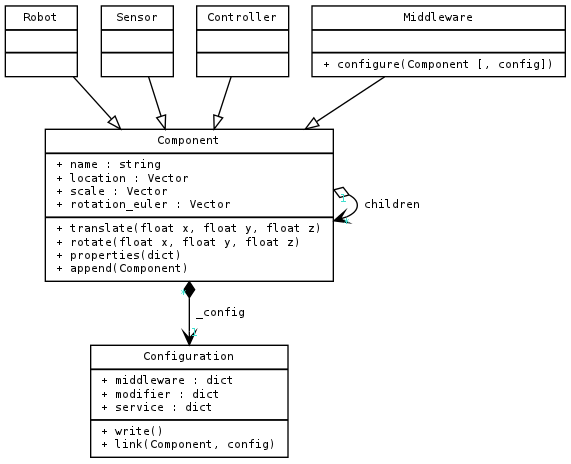 Robot
Sensor
Controller
Middleware
+ configure(Component [, config])
Component
+ name : string
+ location : Vector
+ scale : Vector
+ rotation_euler : Vector
+ translate(float x, float y, float z)
+ rotate(float x, float y, float z)
+ properties(dict)
+ append(Component)
children
_config
Configuration
+ middleware : dict
+ modifier : dict
+ service : dict
+ write()
+ link(Component, config)